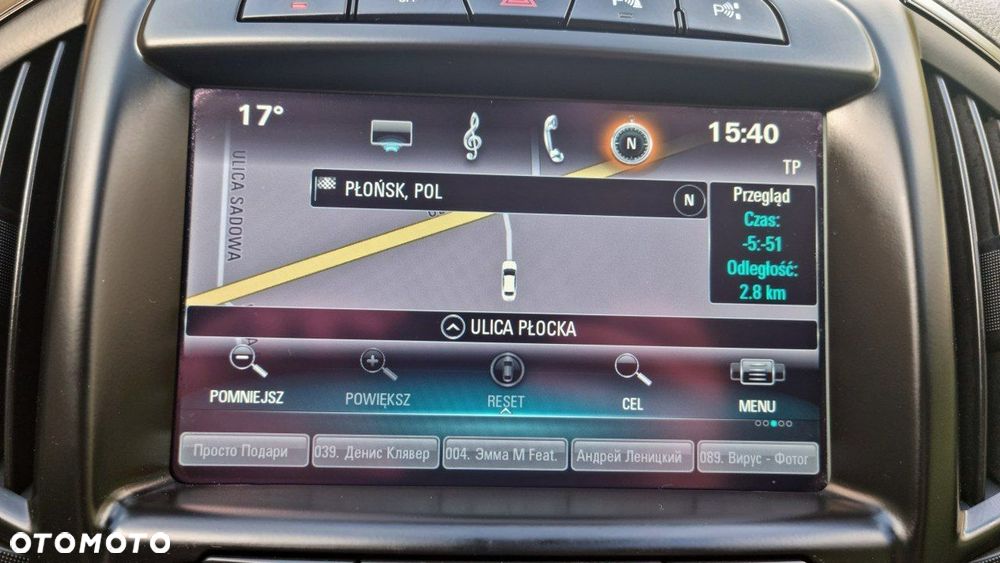 17°
15:40
TP
N
PŁOŃSK, POL
N
Przegląd
Czas:
-5:-51
Odległość:
2.8 km
ULICA SADOWA
ULICA PŁOCKA
POMNIEJSZ
POWIĘKSZ
RESET
CEL
MENU
Просто Подари
039. Денис Клявер
004. Эмма М Feat.
Андрей Леницкий
089. Вирус - Фотог
OTOMOTO